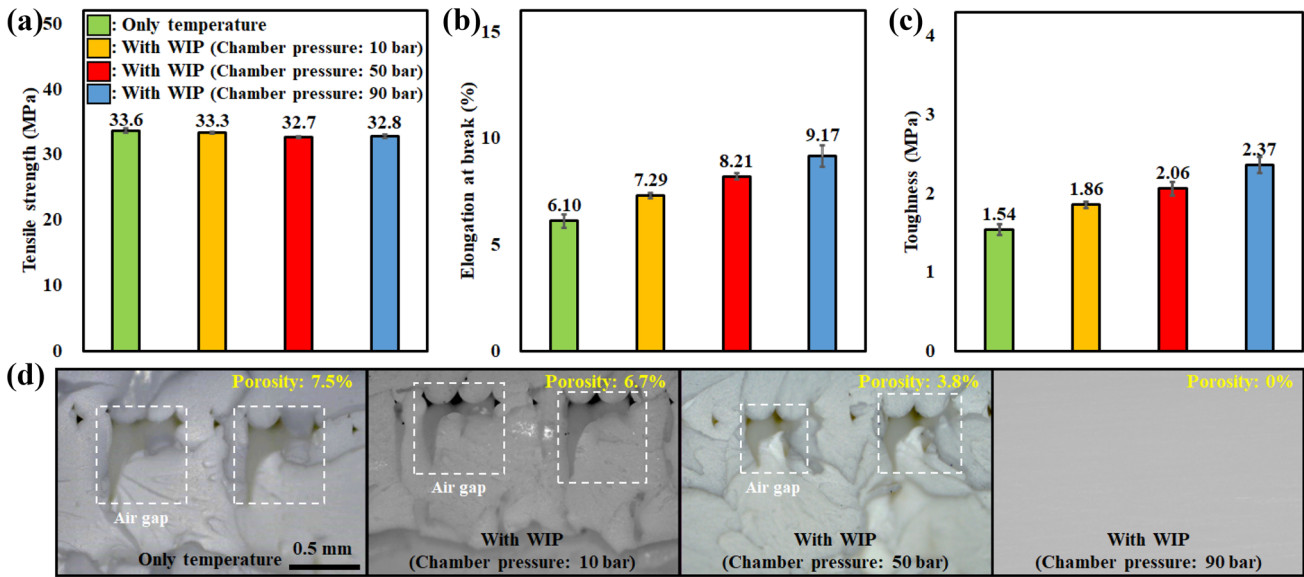 (a)
: Only temperature
: With WIP (Chamber pressure: 10 bar)
: With WIP (Chamber pressure: 50 bar)
: With WIP (Chamber pressure: 90 bar)
Tensile strength (MPa)
50
40
30
20
10
0
33.6 33.3 32.7 32.8
(b)
Elongation at break (%)
15
10
5
0
6.10 7.29 8.21 9.17
(c)
Toughness (MPa)
4
3
2
1
0
1.54 1.86 2.06 2.37
(d)
Porosity: 7.5%
Air gap
Only temperature
0.5 mm
Porosity: 6.7%
Air gap
With WIP
(Chamber pressure: 10 bar)
Porosity: 3.8%
Air gap
With WIP
(Chamber pressure: 50 bar)
Porosity: 0%
With WIP
(Chamber pressure: 90 bar)